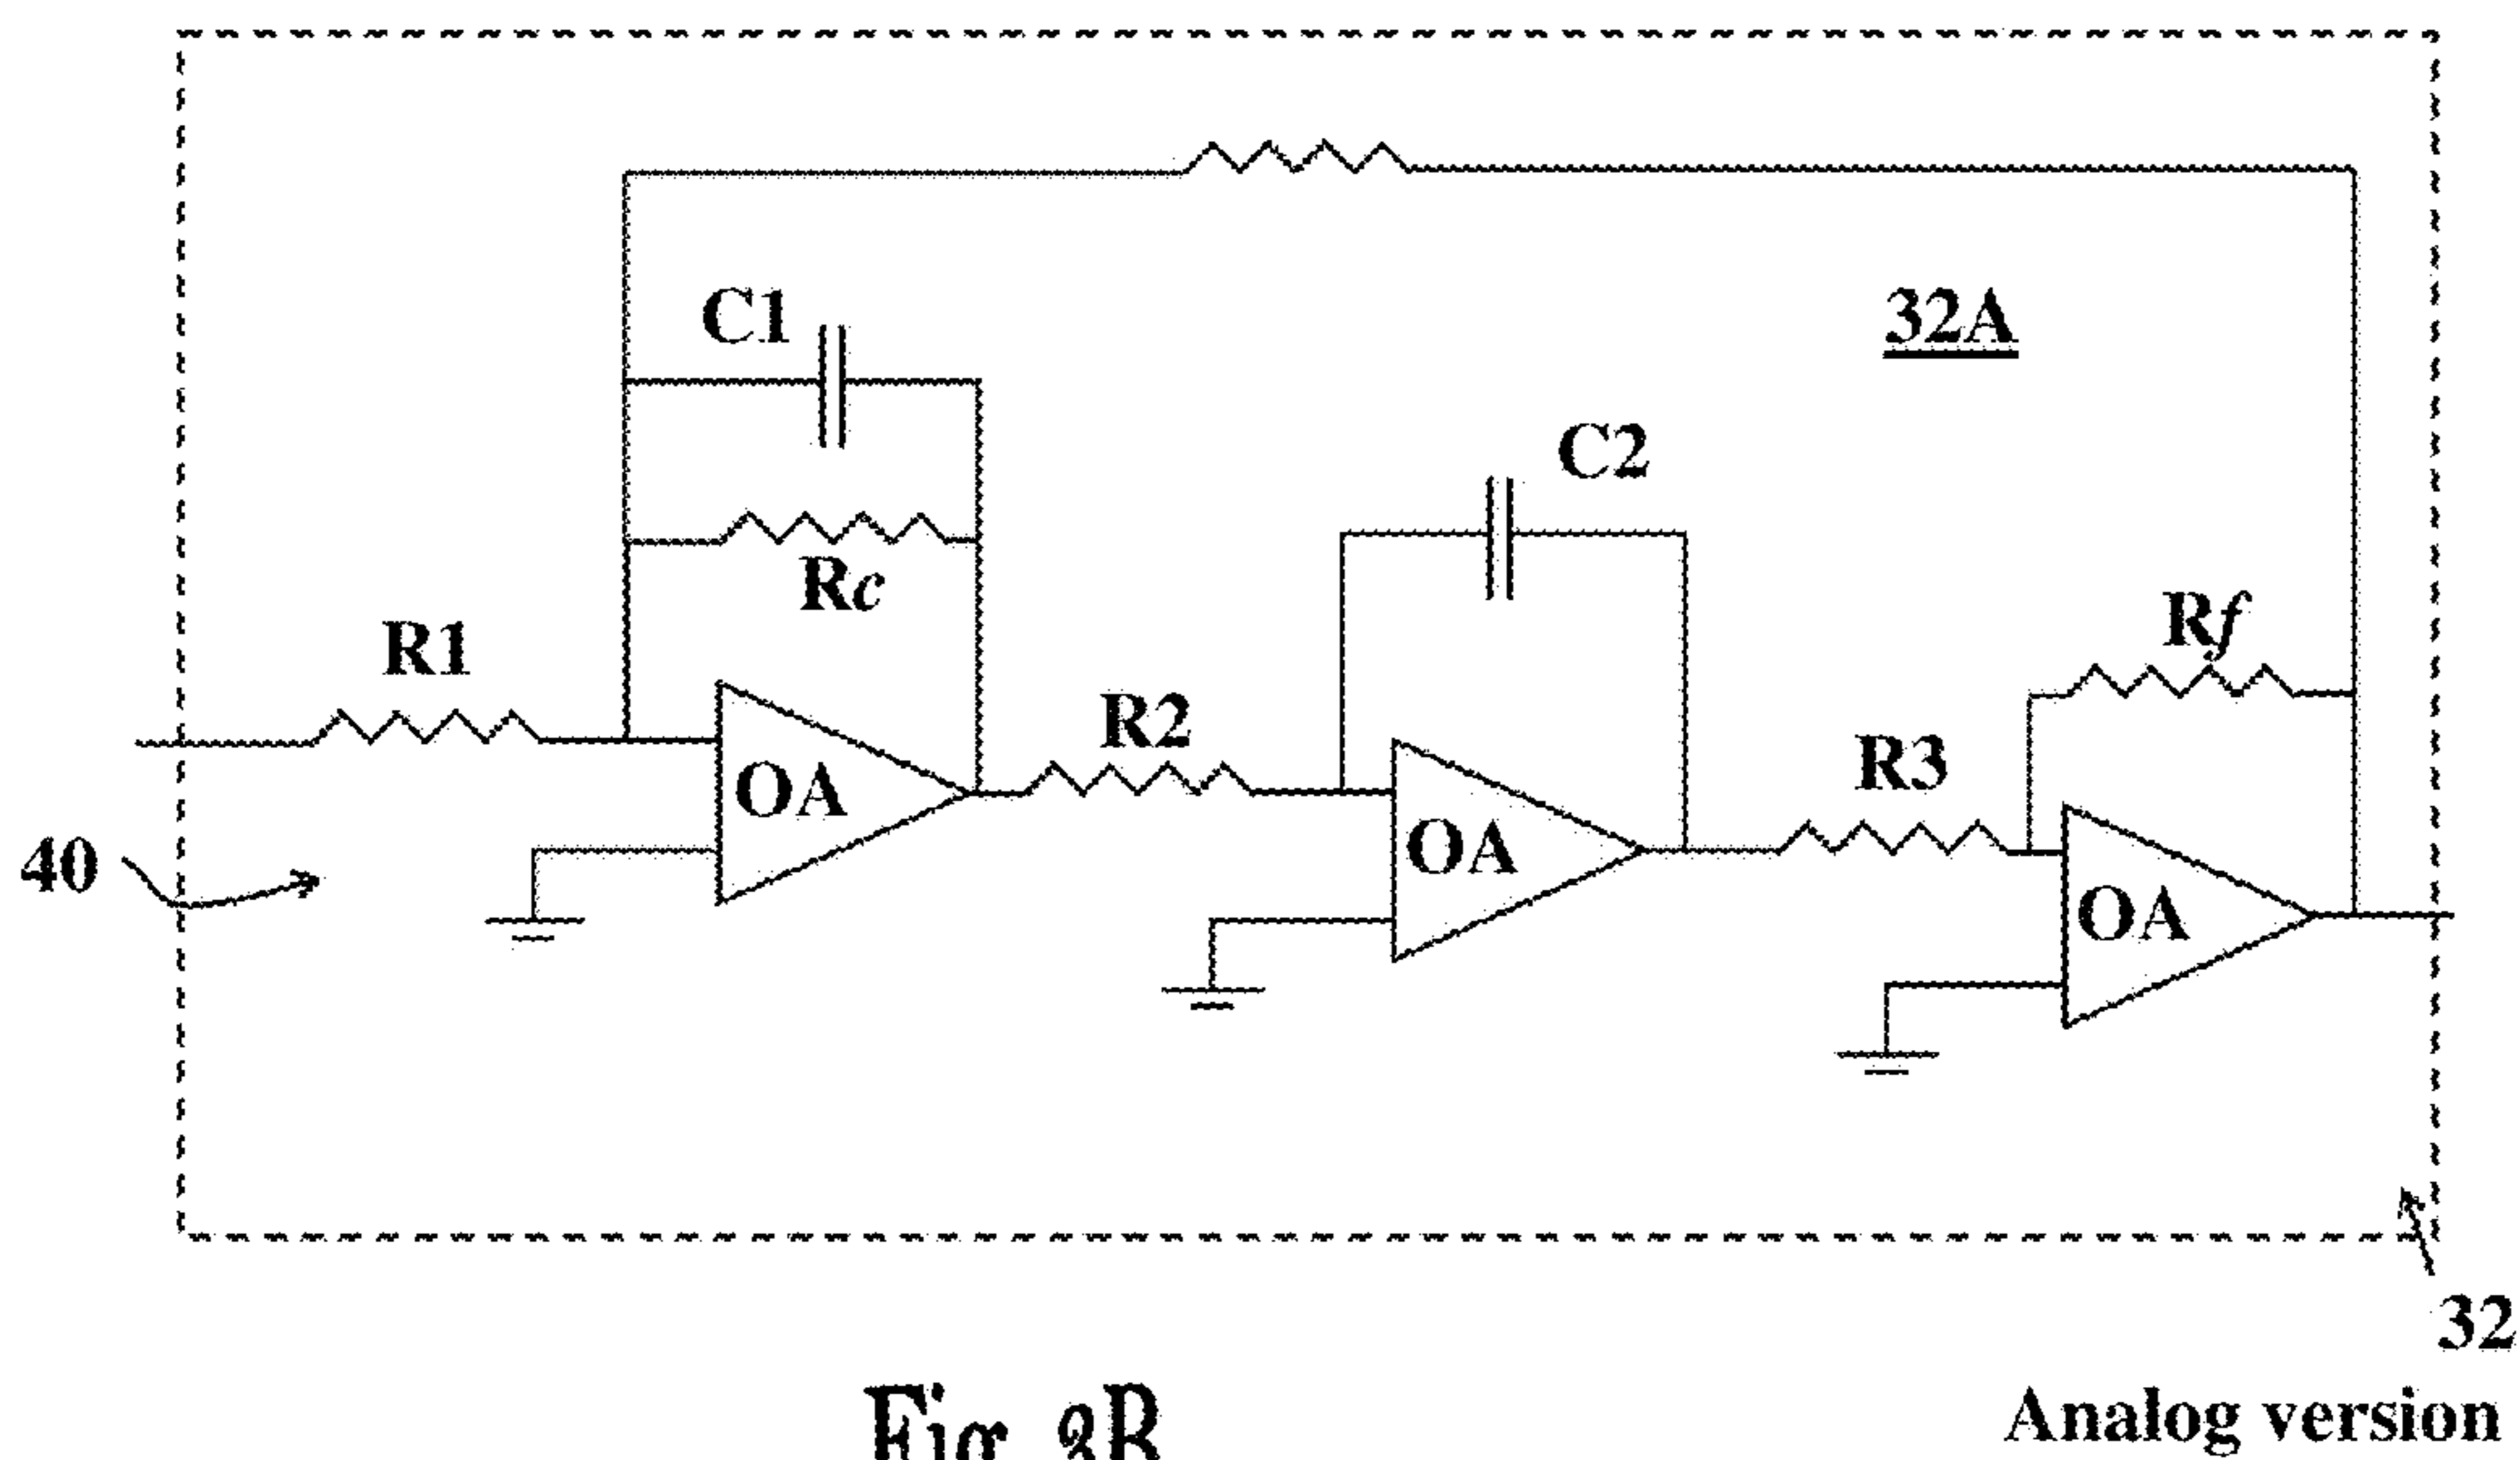 C1
32A
C2
Rc
Rf
R1
R2
R3
OA
OA
OA
40
32
Analog version